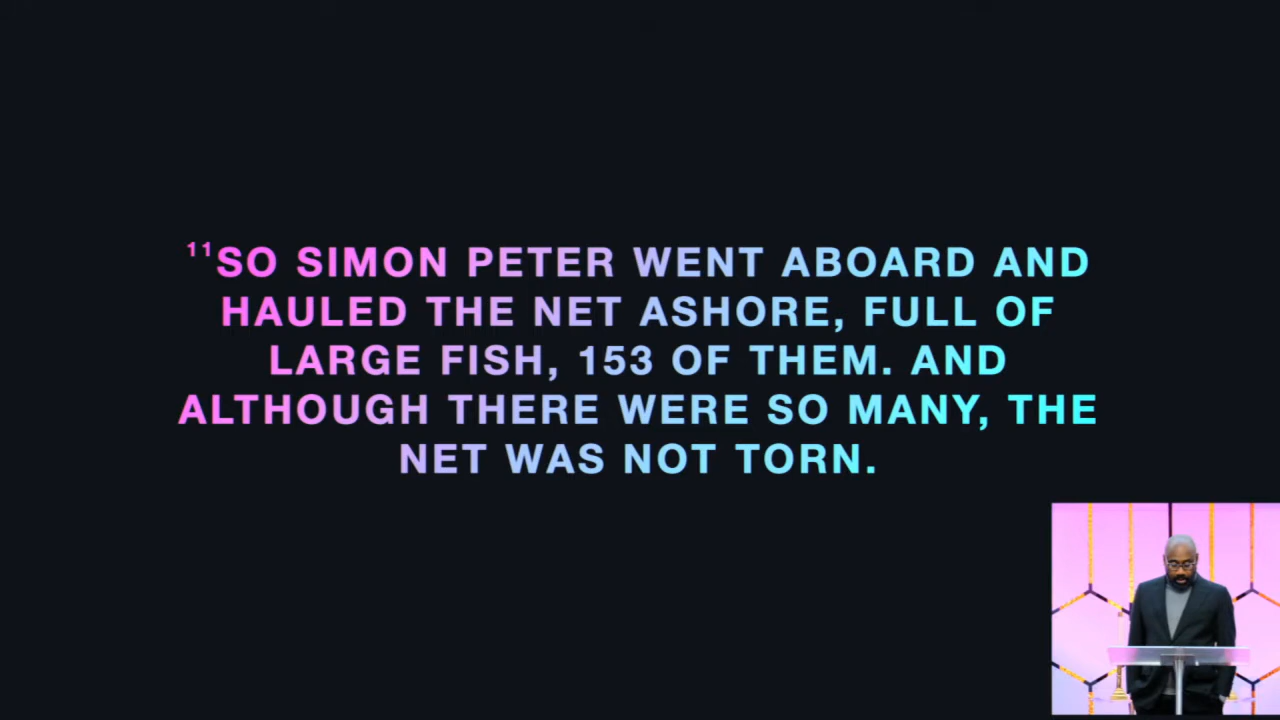 ¹¹SO SIMON PETER WENT ABOARD AND
HAULED THE NET ASHORE, FULL OF
LARGE FISH, 153 OF THEM. AND
ALTHOUGH THERE WERE SO MANY, THE
NET WAS NOT TORN.